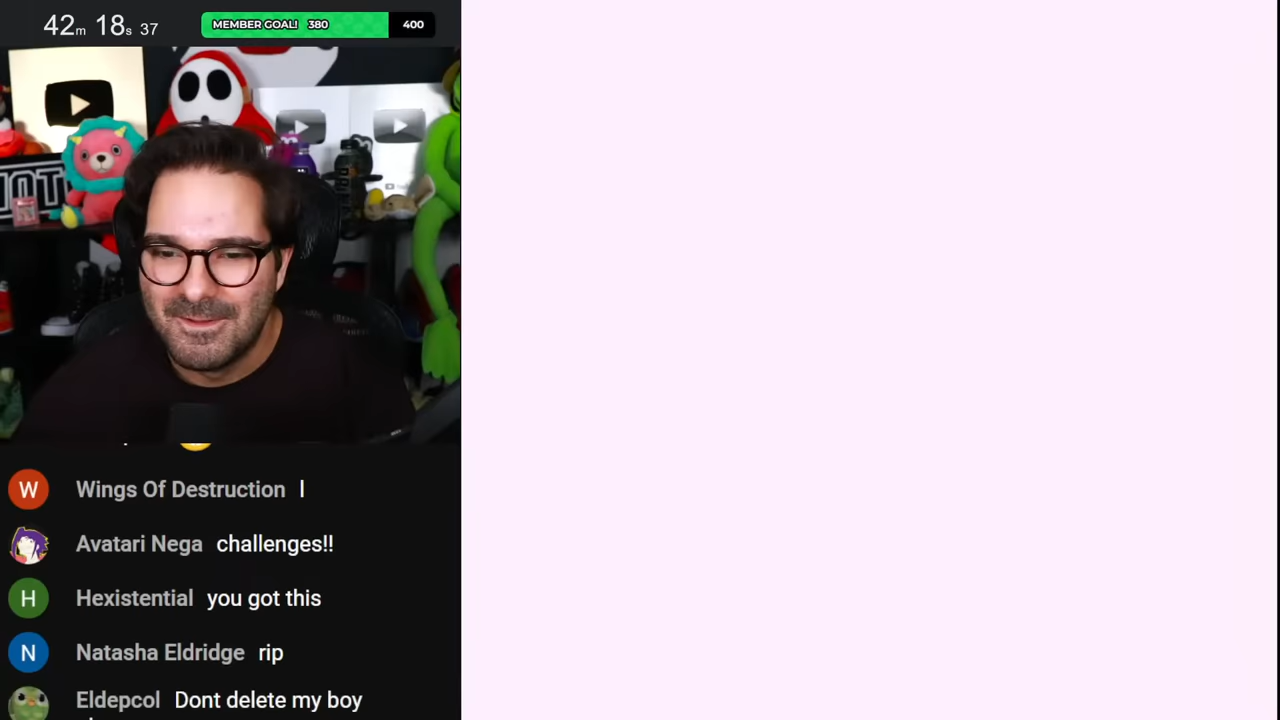 42m 18s 37
MEMBER GOAL! 380
400
Wings Of Destruction l
Avatari Nega challenges!!
Hexistential you got this
Natasha Eldridge rip
Eldepcol Dont delete my boy
W
H
N